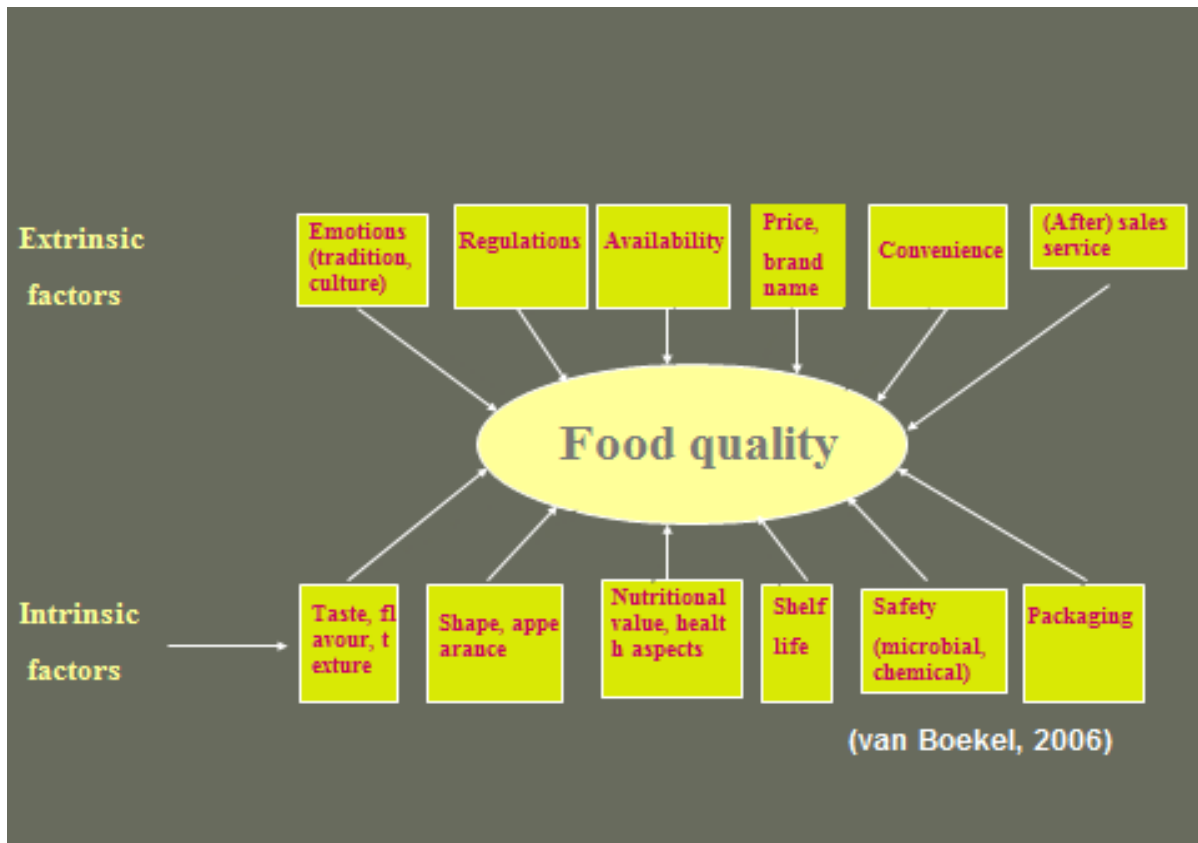 Extrinsic
factors
Emotions
(tradition,
culture)
Regulations
Availability
Price,
brand
name
Convenience
(After) sales
service
Food quality
Intrinsic
factors
Taste, fl
avour, t
exture
Shape, appe
arance
Nutritional
value, healt
h aspects
Shelf
life
Safety
(microbial,
chemical)
Packaging
(van Boekel, 2006)